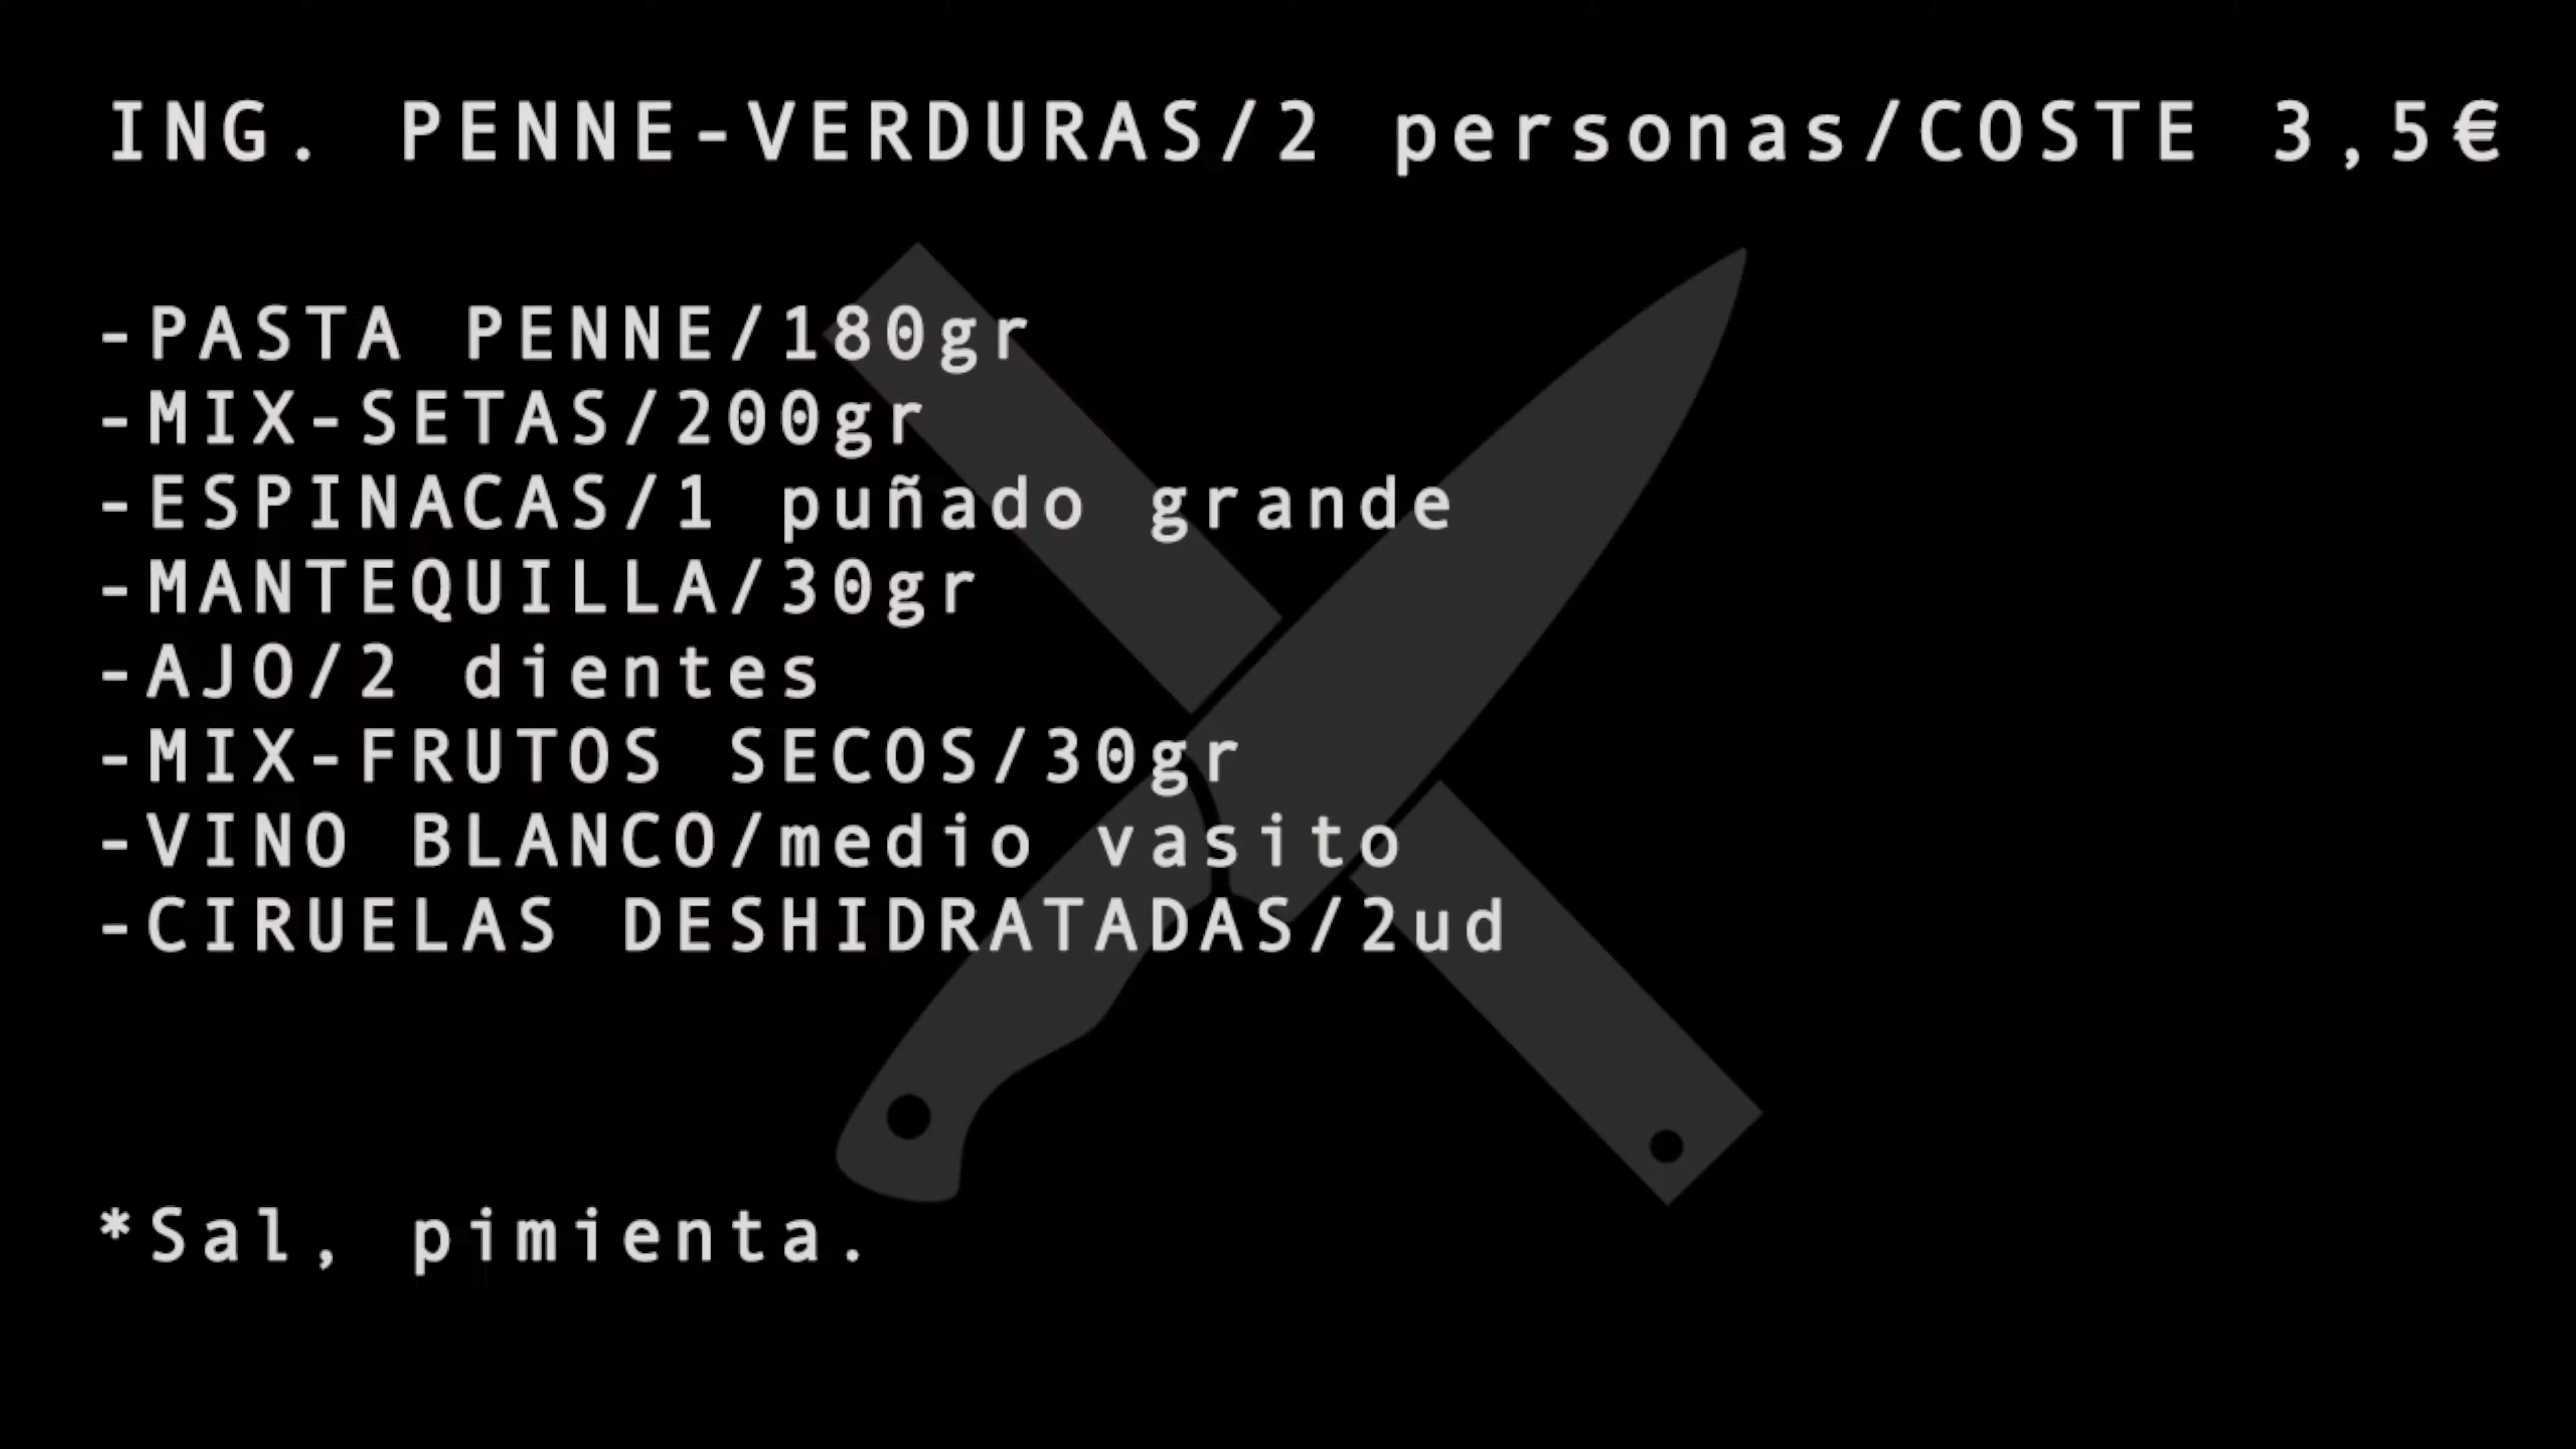 ING. PENNE-VERDURAS/2 personas/COSTE 3,5€
-PASTA PENNE/180gr
-MIX-SETAS/200gr
-ESPINACAS/1 puñado grande
-MANTEQUILLA/30gr
-AJO/2 dientes
-MIX-FRUTOS SECOS/30gr
-VINO BLANCO/medio vasito
-CIRUELAS DESHIDRATADAS/2ud
*Sal, pimienta.